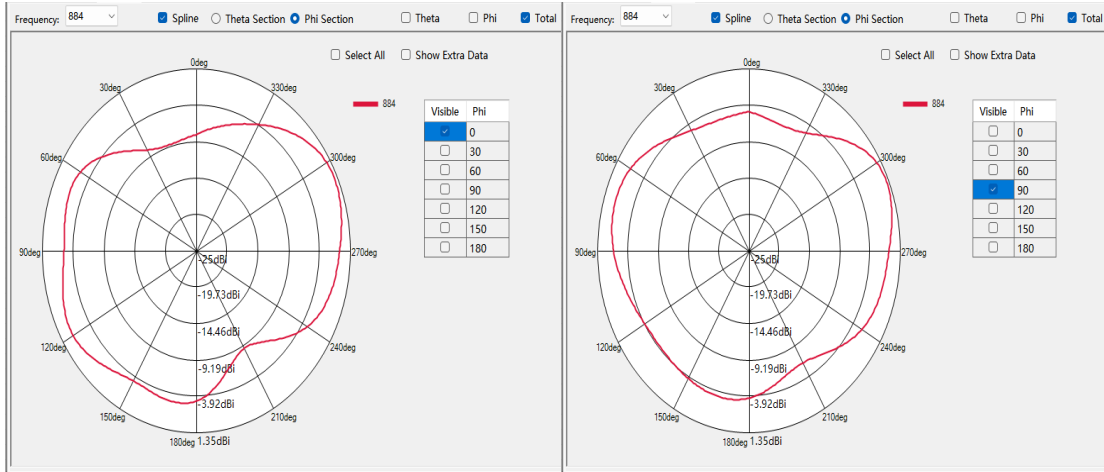 Frequency: 884 Spline Theta Section Phi Section Theta Phi Total
Select All Show Extra Data
0deg
30deg
330deg
884
60deg
300deg
90deg
270deg
120deg
240deg
150deg
210deg
180deg
-25dBi
-19.73dBi
-14.46dBi
-9.19dBi
-3.92dBi
1.35dBi
Visible Phi
0
30
60
90
120
150
180
Frequency: 884 Spline Theta Section Phi Section Theta Phi Total
Select All Show Extra Data
0deg
30deg
330deg
884
60deg
300deg
90deg
270deg
120deg
240deg
150deg
210deg
180deg
-25dBi
-19.73dBi
-14.46dBi
-9.19dBi
-3.92dBi
1.35dBi
Visible Phi
0
30
60
90
120
150
180